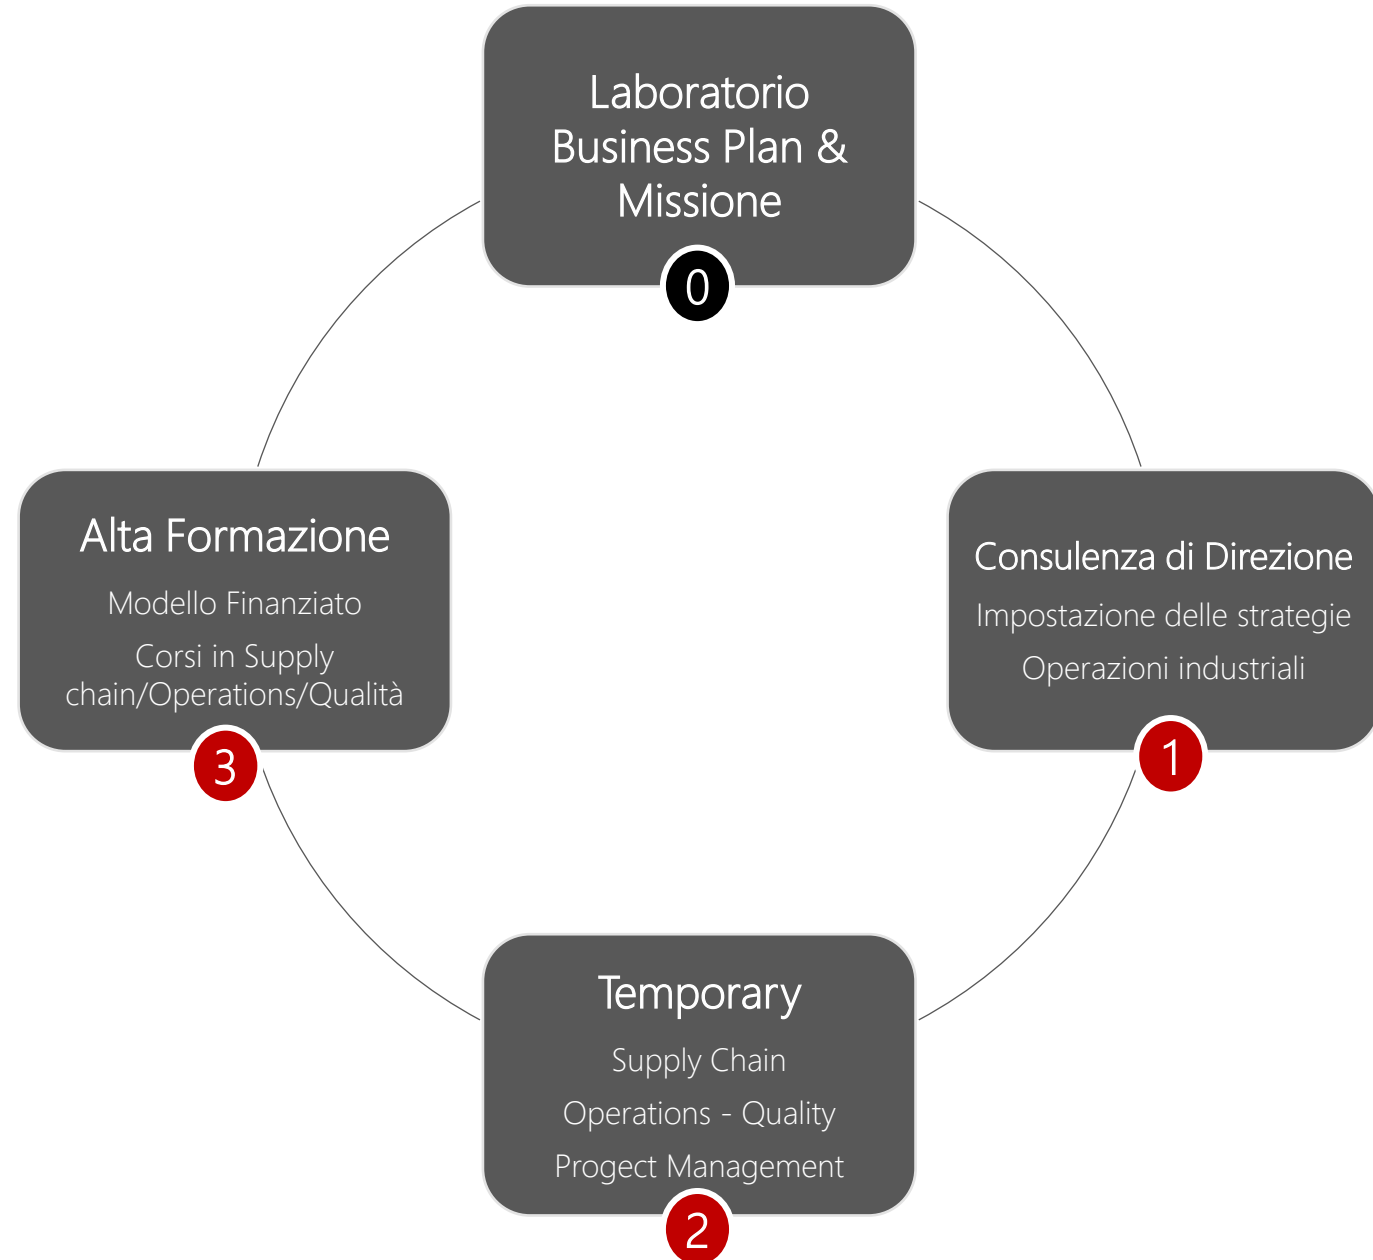 Laboratorio
Business Plan &
Missione
0
Consulenza di Direzione
Impostazione delle strategie
Operazioni industriali
1
Temporary
Supply Chain
Operations - Quality
Progect Management
2
Alta Formazione
Modello Finanziato
Corsi in Supply
chain/Operations/Qualità
3